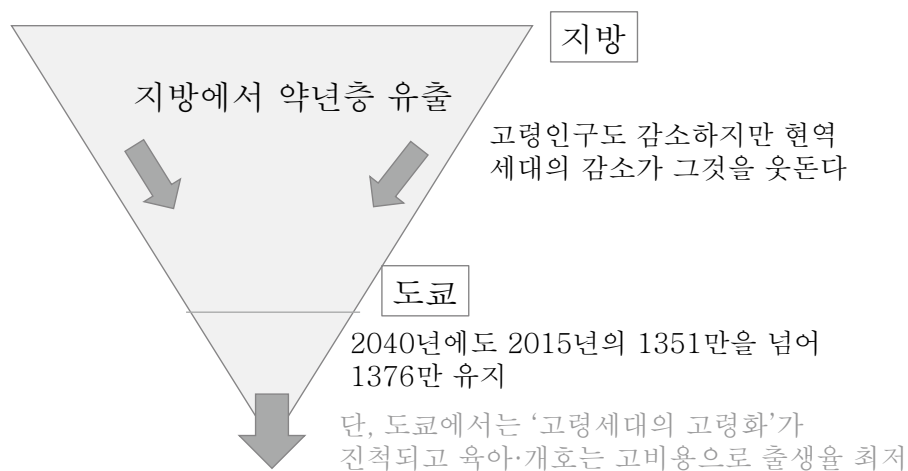 지방
지방에서 약년층 유출
고령인구도 감소하지만 현역
세대의 감소가 그것을 웃돈다
도쿄
2040년에도 2015년의 1351만을 넘어
1376만 유지
단, 도쿄에서는 ‘고령세대의 고령화’가
진척되고 육아·개호는 고비용으로 출생율 최저